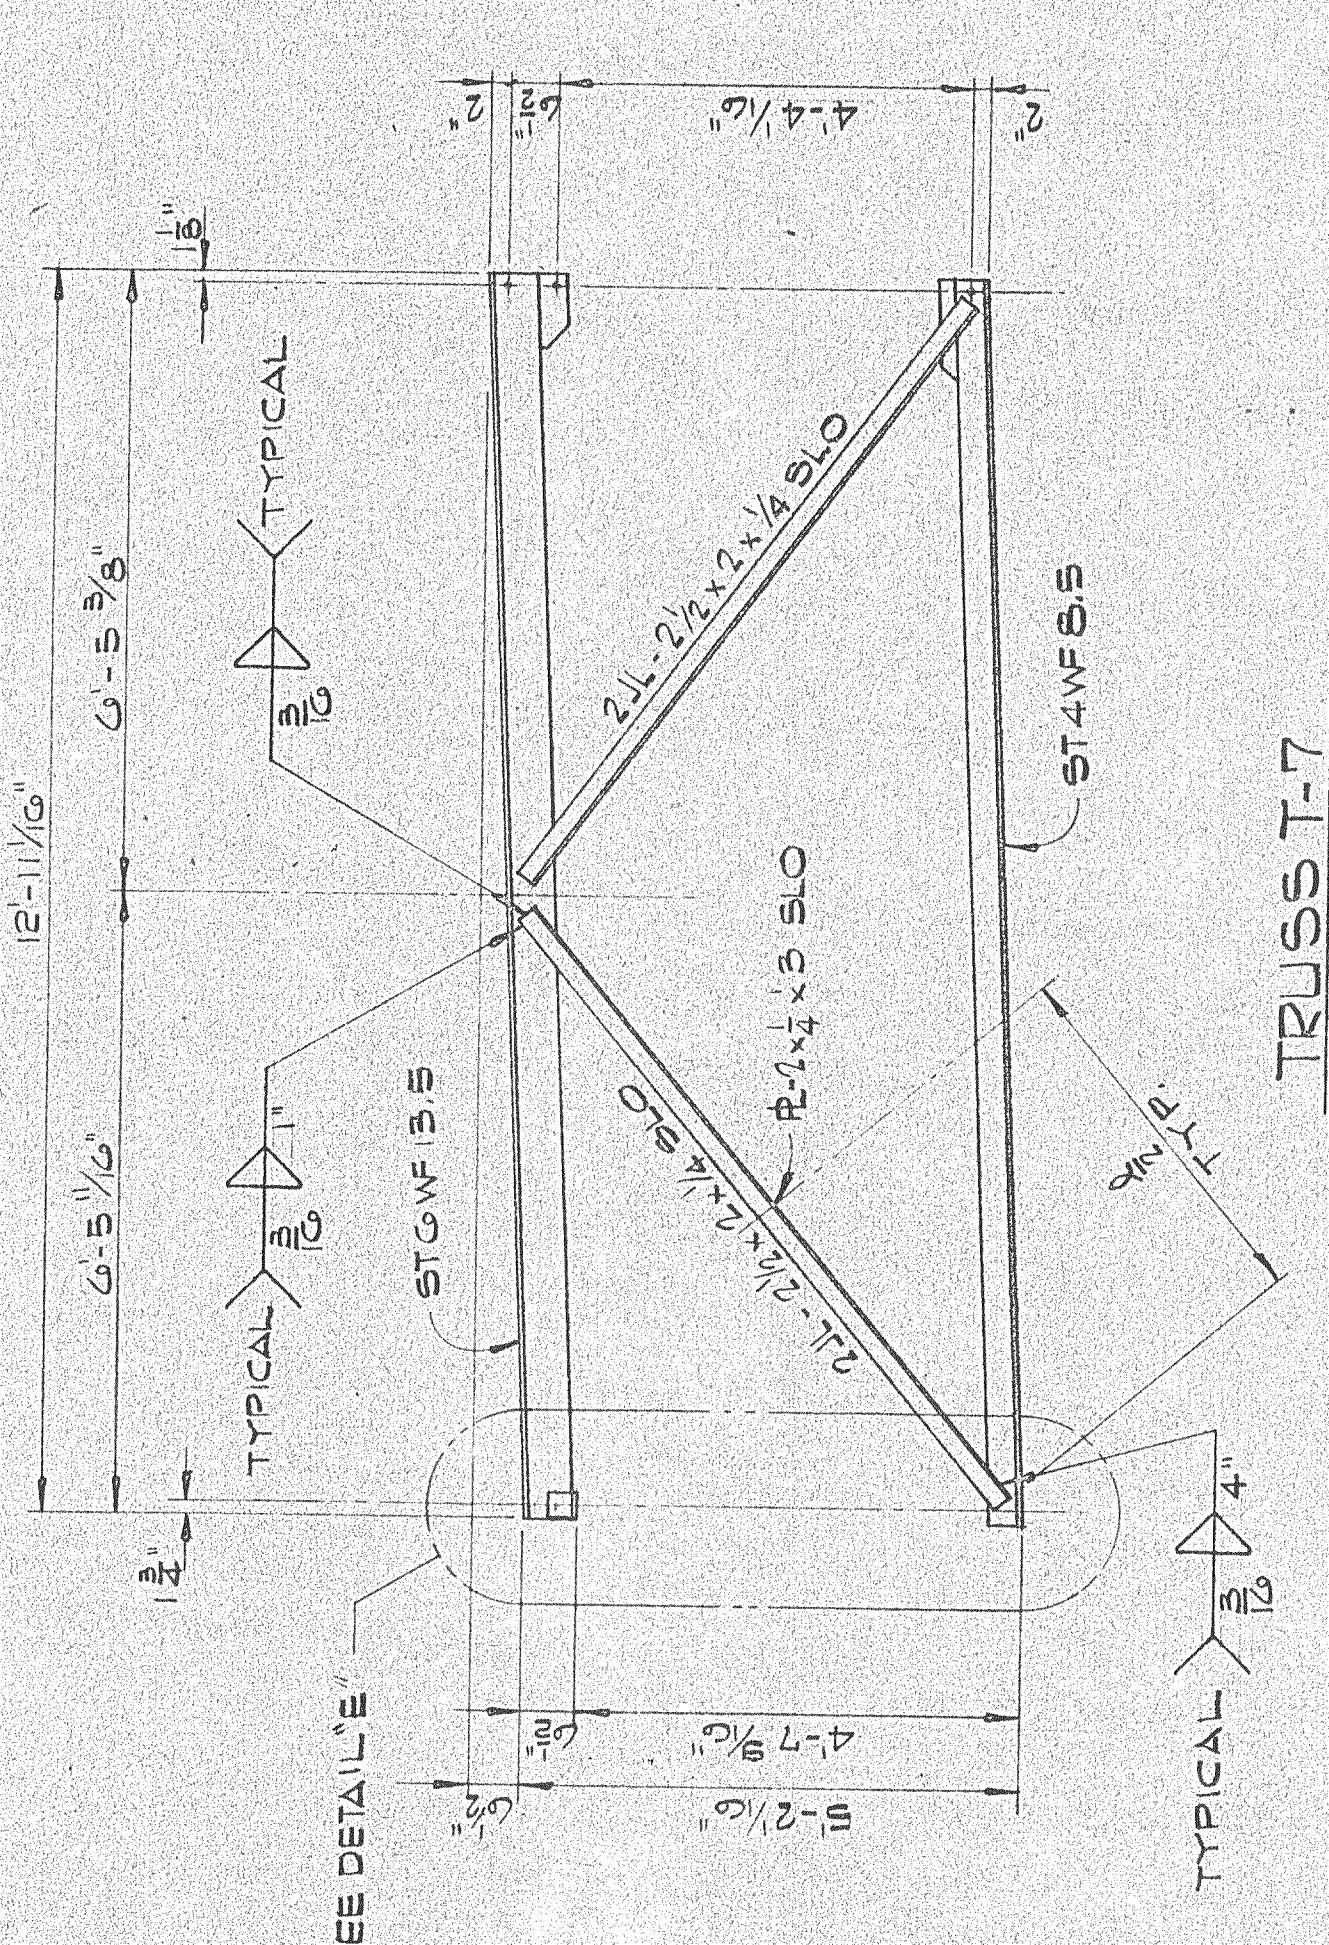 12'-11 1/16"
6'-5 11/16"
6'-5 3/8"
1 3/4"
1 1/8"
TYPICAL
3/16
1"
3/16
TYPICAL
2"
6 1/2"
4'-4 1/16"
2"
ST6WF13.5
2 ⅃L - 2 1/2 x 2 x 1/4 SLO
2 ⅃L - 2 1/2 x 2 x 1/4 SLO
PL-2 x 1/4 x 3 SLO
ST4WF8.5
EE DETAIL "E"
6 1/2"
4'-7 9/16"
6 1/2"
5'-2 1/16"
TYP.
TYPICAL
3/16
4"
TRUSS T-7